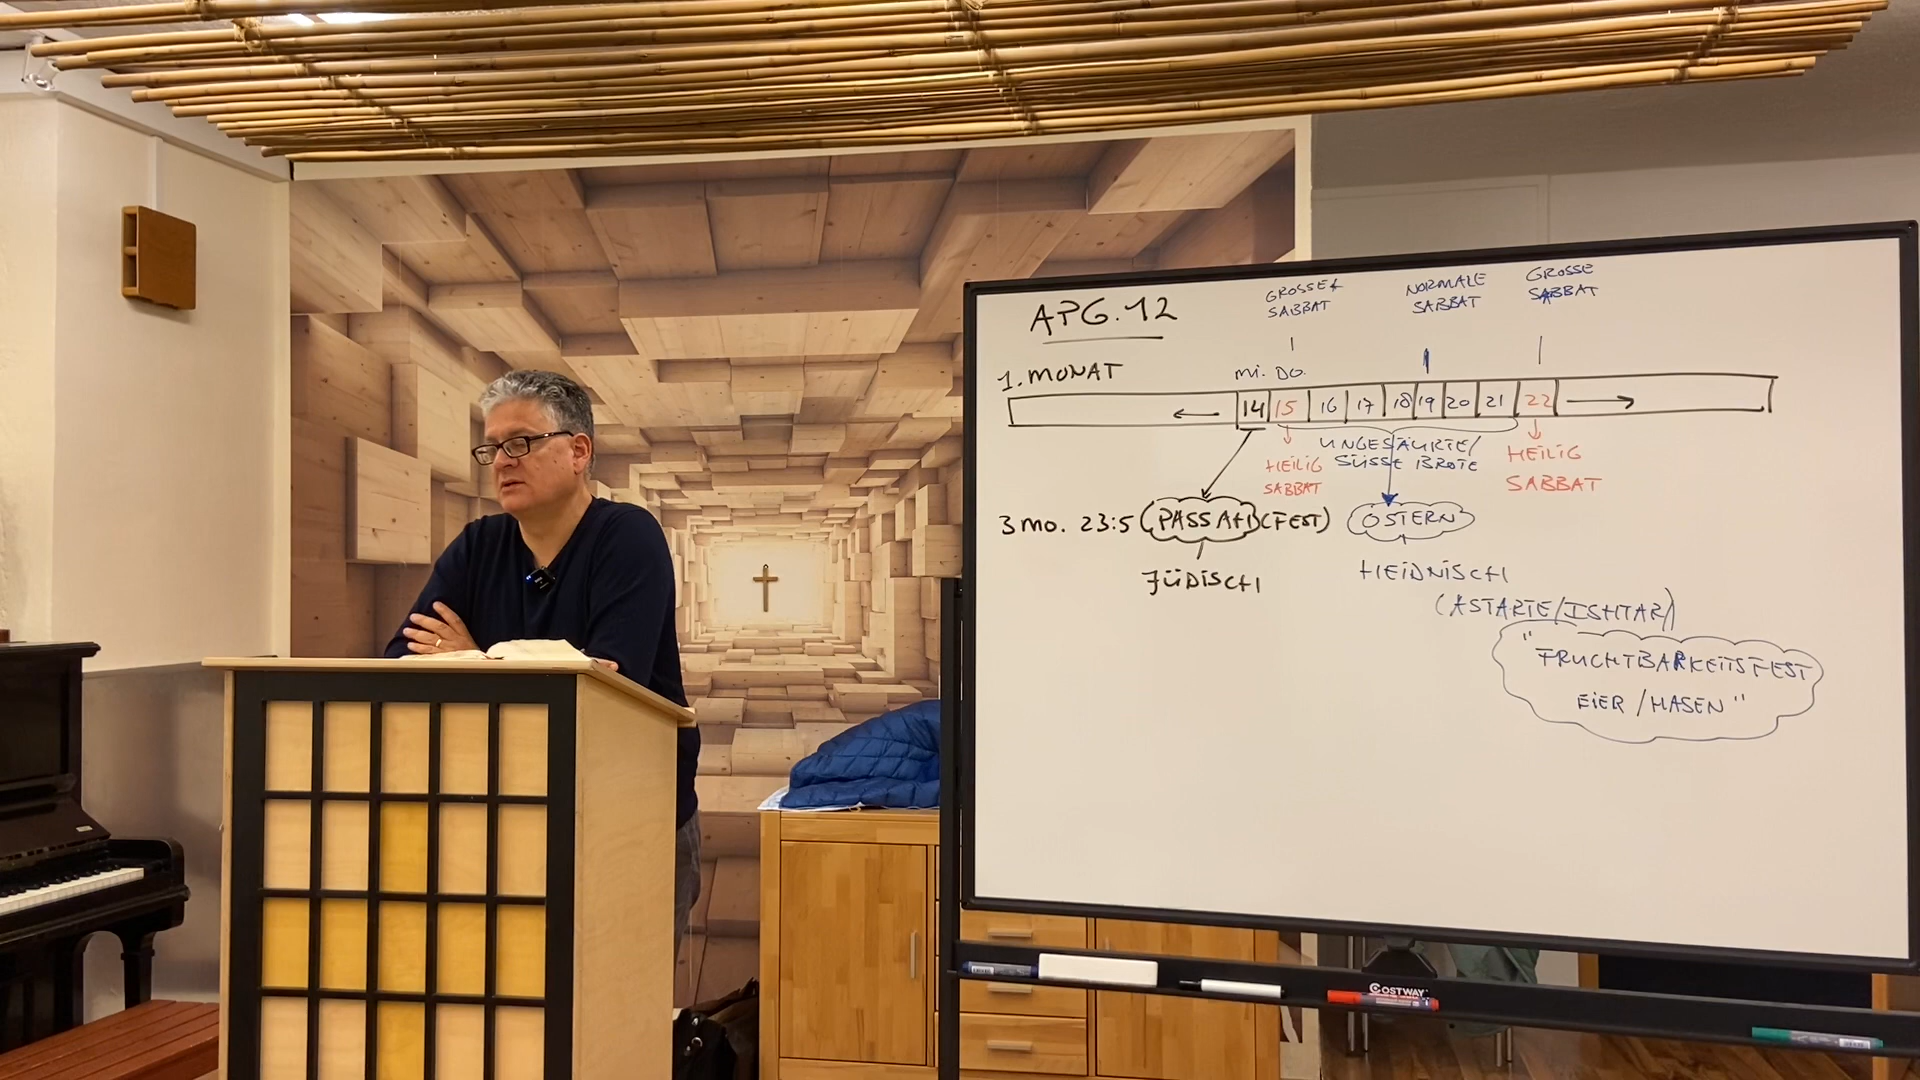 APG. 12
GROSSER
SABBAT
NORMALE
SABBAT
GROSSE
SABBAT
1. MONAT
Mi. DO.
14 15 16 17 18 19 20 21 22
UNGESÄUERTE/
SÜSSE BROTE
HEILIG
SABBAT
HEILIG
SABBAT
3 MO. 23:5 (PASSAH)(FEST)
OSTERN
JÜDISCH
HEIDNISCH
(ASTARTE/ISHTAR)
"FRUCHTBARKEITSFEST
EIER / HASEN"
COSTWAY